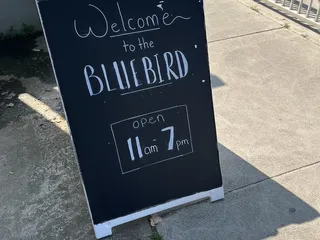 Welcome
to the
BLUEBIRD
open
11am-7pm